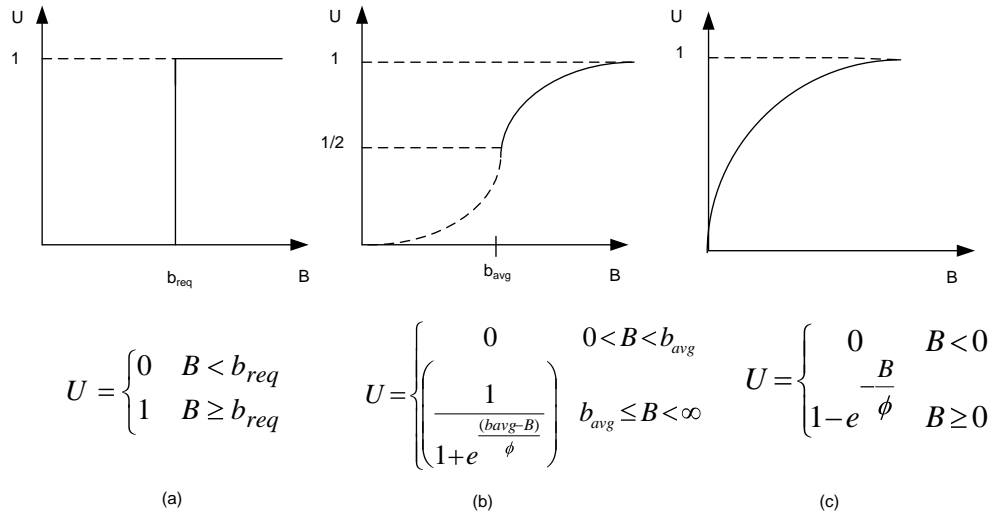 U
1
b_req
B
U
1
1/2
b_avg
B
U
1
B
U = { 0 B < b_req
1 B ≥ b_req
U = { 0 0 < B < b_avg
( 1 / (1 + e^((bavg-B)/ϕ)) ) b_avg ≤ B < ∞
U = { 0 B < 0
1 - e^(-B/ϕ) B ≥ 0
(a)
(b)
(c)